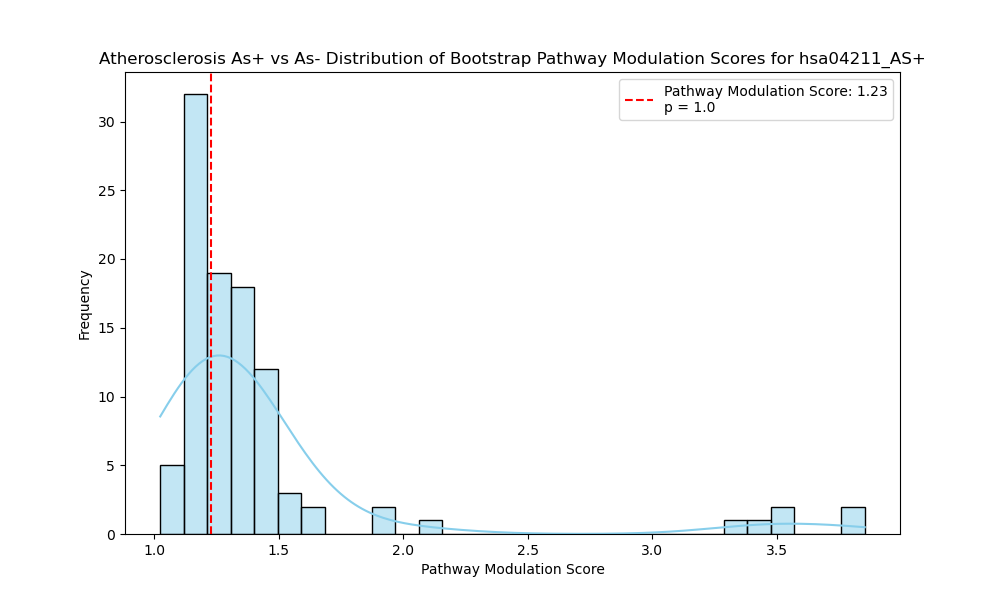 Atherosclerosis As+ vs As- Distribution of Bootstrap Pathway Modulation Scores for hsa04211_AS+
Pathway Modulation Score: 1.23
p = 1.0
Frequency
30
25
20
15
10
5
0
1.0 1.5 2.0 2.5 3.0 3.5
Pathway Modulation Score